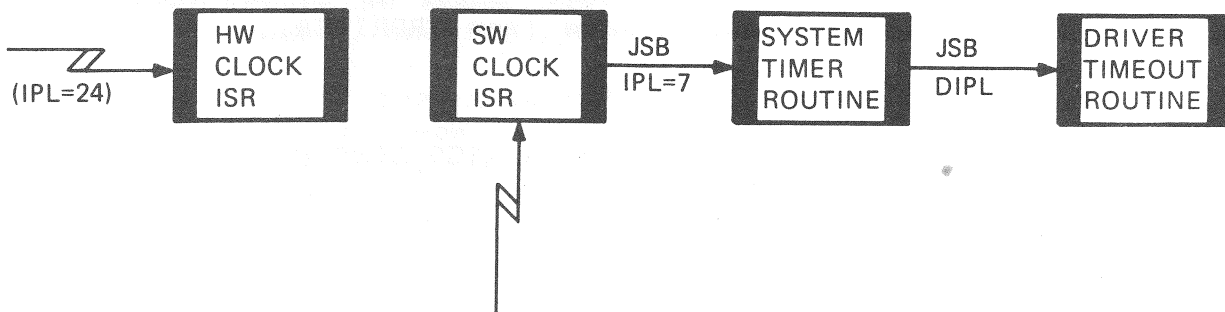 (IPL=24)
HW
CLOCK
ISR
SW
CLOCK
ISR
JSB
IPL=7
SYSTEM
TIMER
ROUTINE
JSB
DIPL
DRIVER
TIMEOUT
ROUTINE